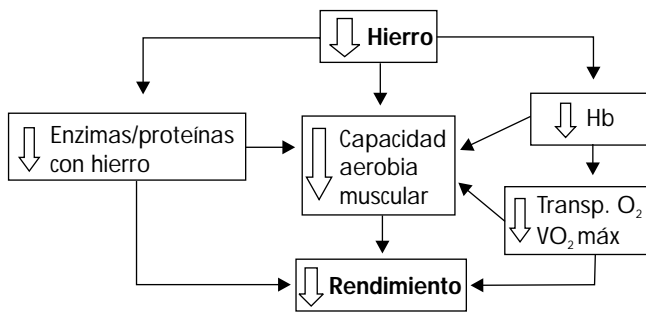 Hierro
Enzimas/proteínas
con hierro
Capacidad
aerobia
muscular
Hb
Transp. O₂
VO₂ máx
Rendimiento